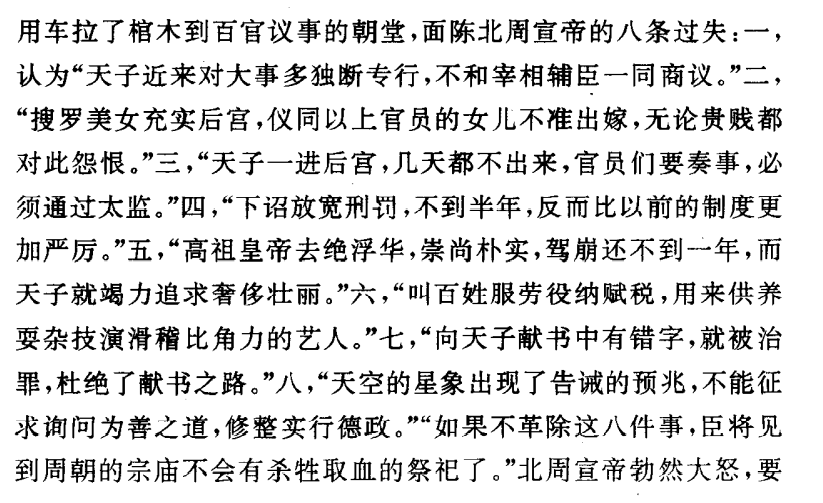 用车拉了棺木到百官议事的朝堂，面陈北周宣帝的八条过失：一，
认为“天子近来对大事多独断专行，不和宰相辅臣一同商议。”二，
“搜罗美女充实后宫，仪同以上官员的女儿不准出嫁，无论贵贱都
对此怨恨。”三，“天子一进后宫，几天都不出来，官员们要奏事，必
须通过太监。”四，“下诏放宽刑罚，不到半年，反而比以前的制度更
加严厉。”五，“高祖皇帝去绝浮华，崇尚朴实，驾崩还不到一年，而
天子就竭力追求奢侈壮丽。”六，“叫百姓服劳役纳赋税，用来供养
耍杂技演滑稽比角力的艺人。”七，“向天子献书中有错字，就被治
罪，杜绝了献书之路。”八，“天空的星象出现了告诫的预兆，不能征
求询问为善之道，修整实行德政。”“如果不革除这八件事，臣将见
到周朝的宗庙不会有杀牲取血的祭祀了。”北周宣帝勃然大怒，要